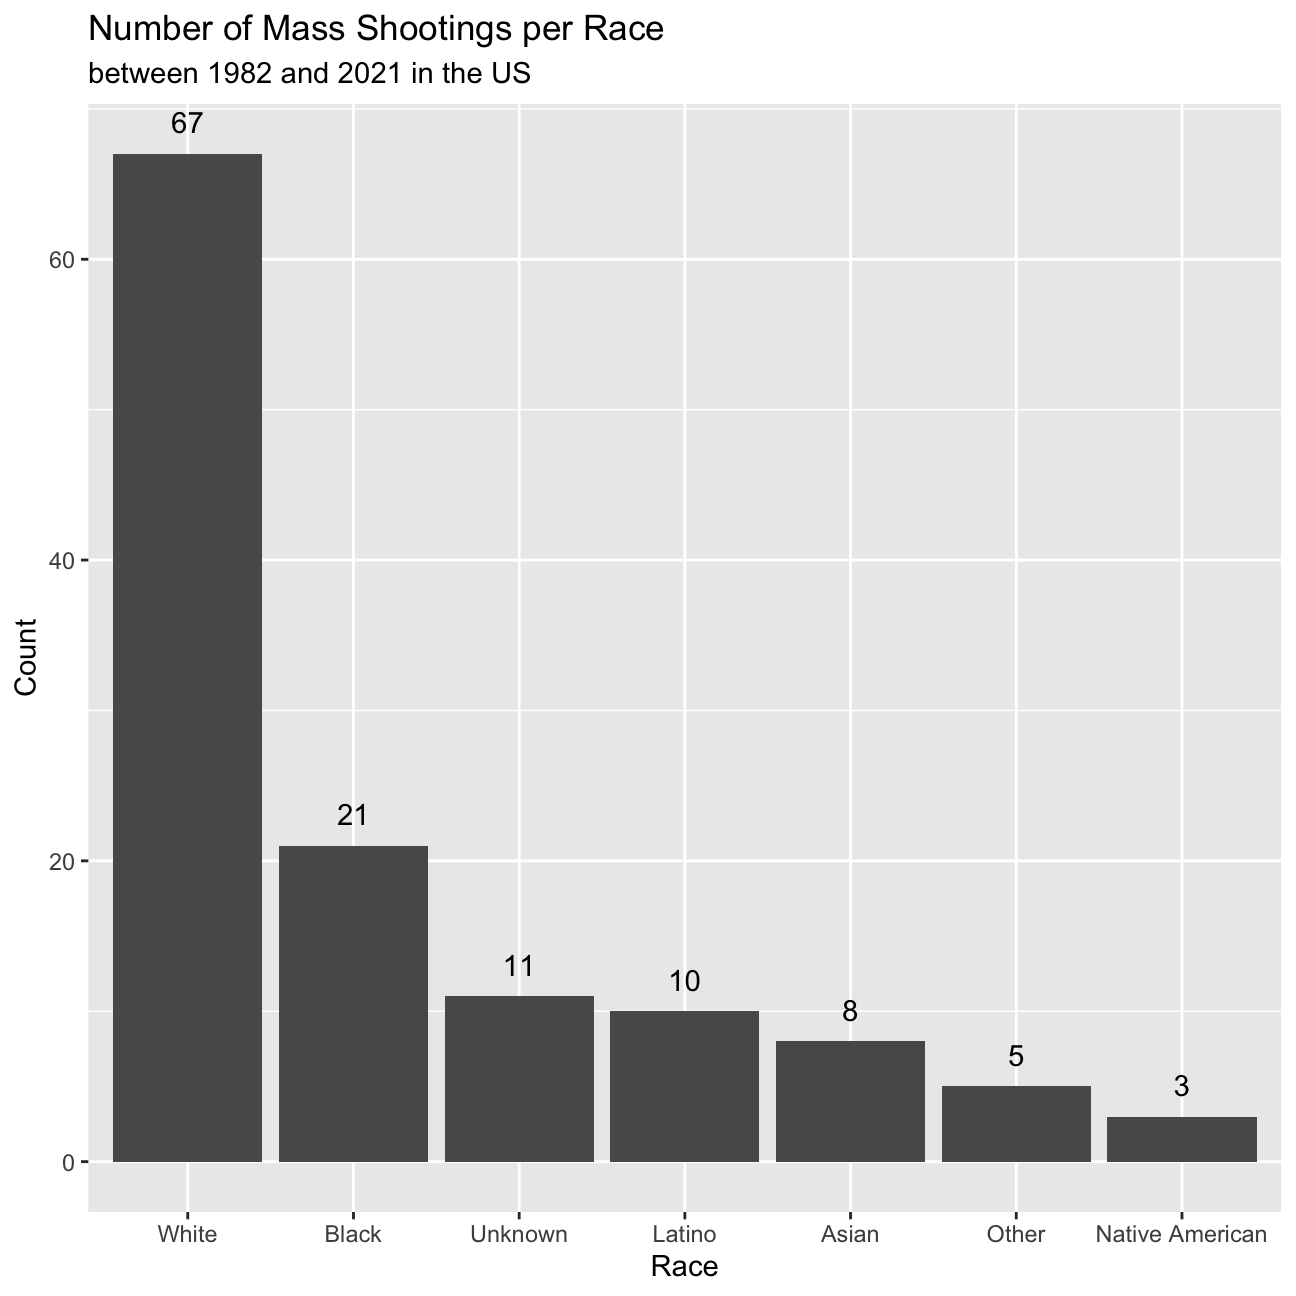 Number of Mass Shootings per Race
between 1982 and 2021 in the US
67
60
40
Count
21
20
11
10
8
5
3
0
White Black Unknown Latino Asian Other Native American
Race